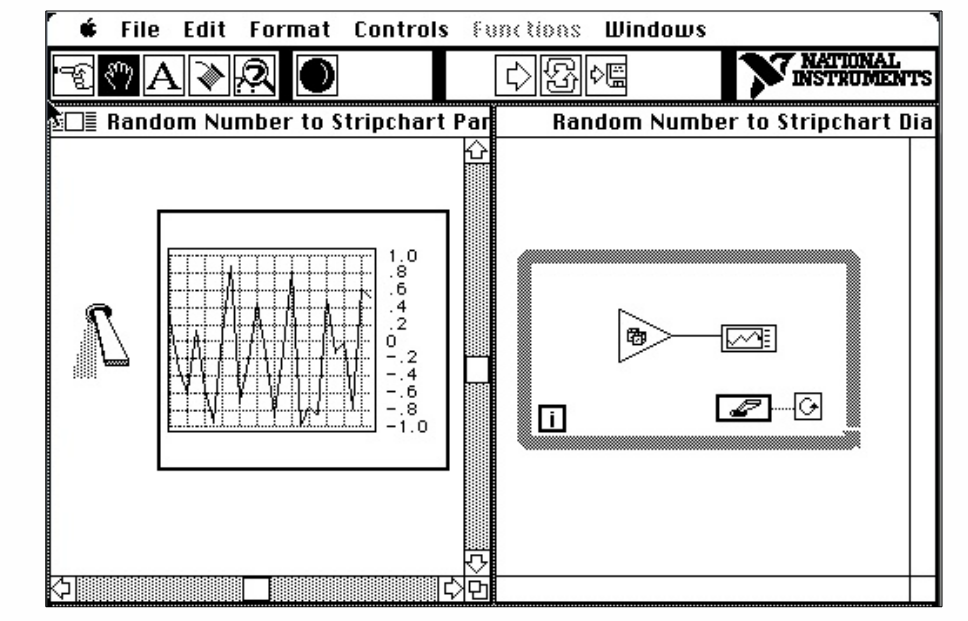 File Edit Format Controls Functions Windows
A
NATIONAL
INSTRUMENTS
Random Number to Stripchart Par
Random Number to Stripchart Dia
1.0
.8
.6
.4
.2
0
-.2
-.4
-.6
-.8
-1.0
i